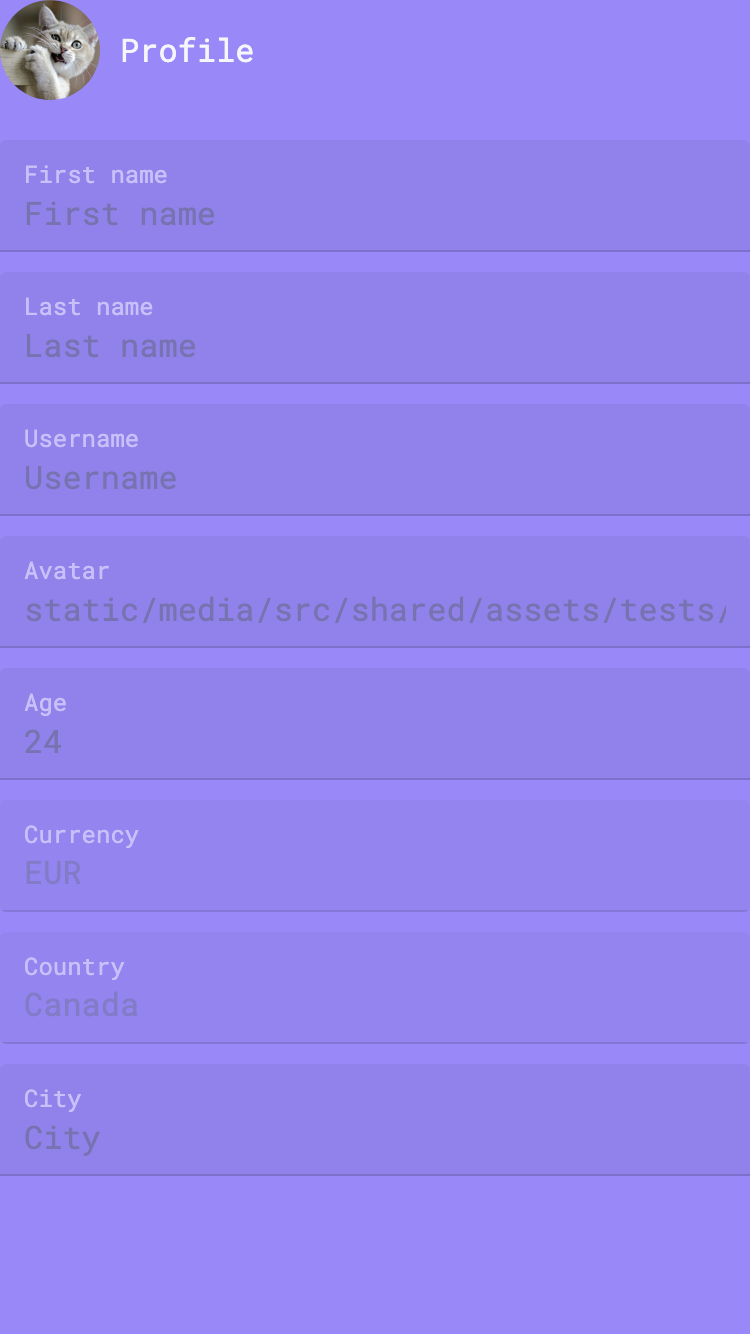 Profile
First name
First name
Last name
Last name
Username
Username
Avatar
static/media/src/shared/assets/tests/
Age
24
Currency
EUR
Country
Canada
City
City